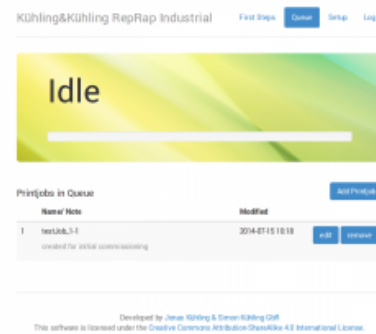 Kühling&Kühling RepRap Industrial
First Steps Queue Setup Log
Idle
Printjobs in Queue
Add Printjob
Name/ Note Modified
1 testJob_1-1 2014-07-15 10:18 edit remove
created for initial commissioning
Developed by Jonas Kühling & Simon Kühling GbR
This software is licensed under the Creative Commons Attribution-ShareAlike 4.0 International License.